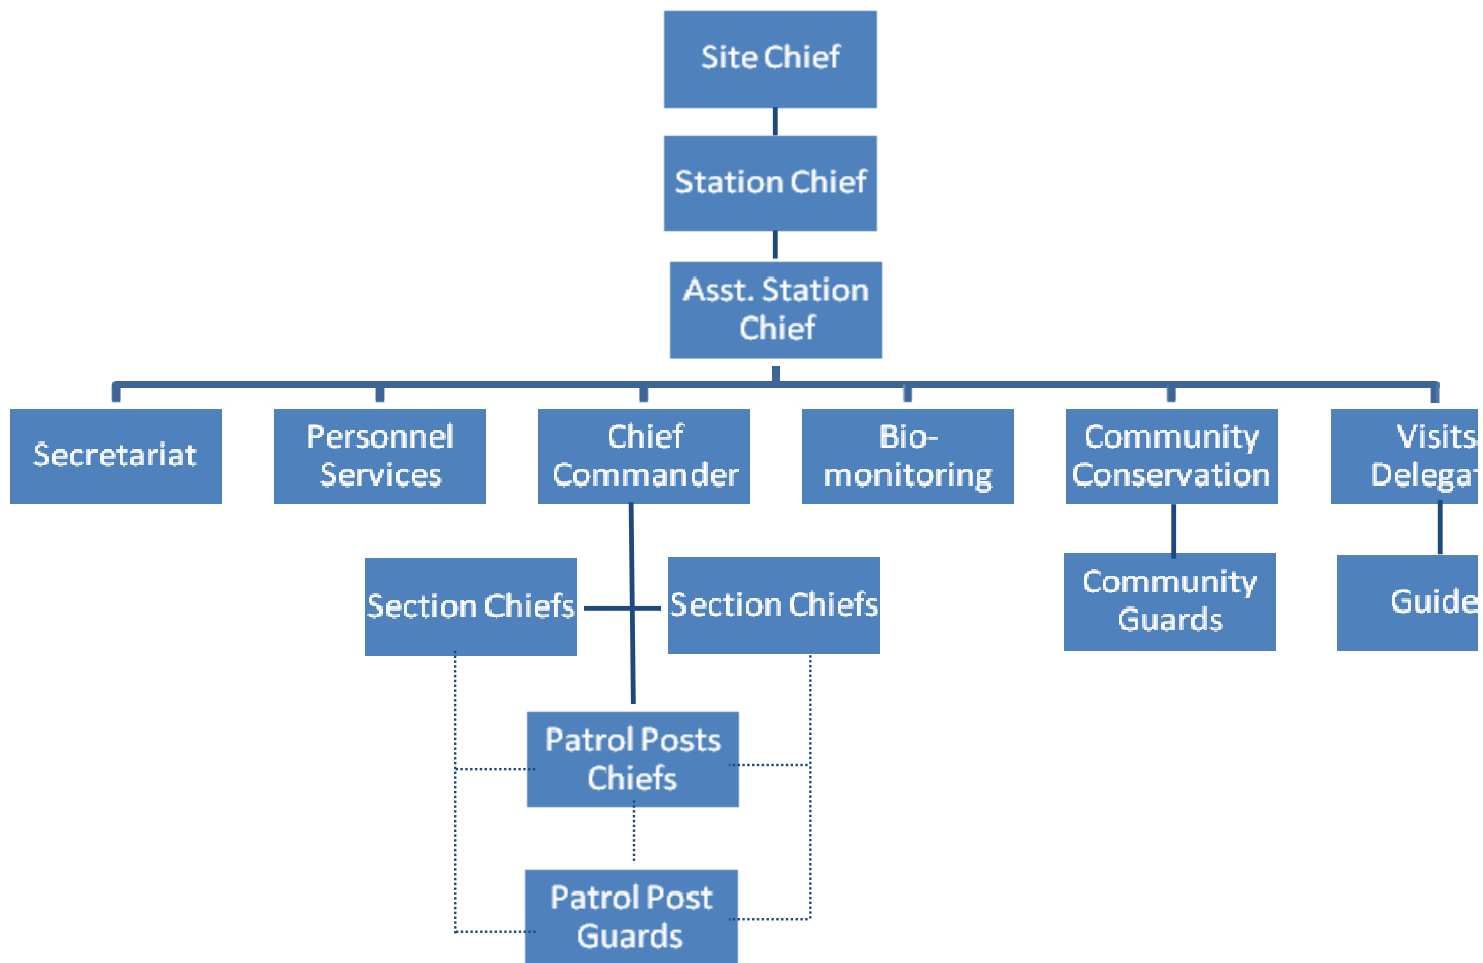 Site Chief
Station Chief
Asst. Station
Chief
Secretariat
Personnel
Services
Chief
Commander
Bio-
monitoring
Community
Conservation
Visits
Section Chiefs
Section Chiefs
Community
Guards
Guide
Patrol Posts
Chiefs
Patrol Post
Guards